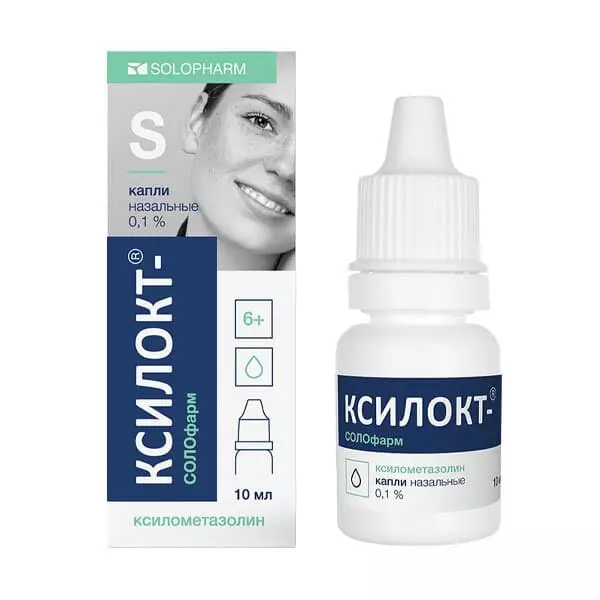 SOLOPHARM
S
капли
назальные
0,1 %
КСИЛОКТ-®
СОЛОфарм
6+
10 мл
ксилометазолин
КСИЛОКТ-®
СОЛОфарм
ксилометазолин
капли назальные
0,1 %